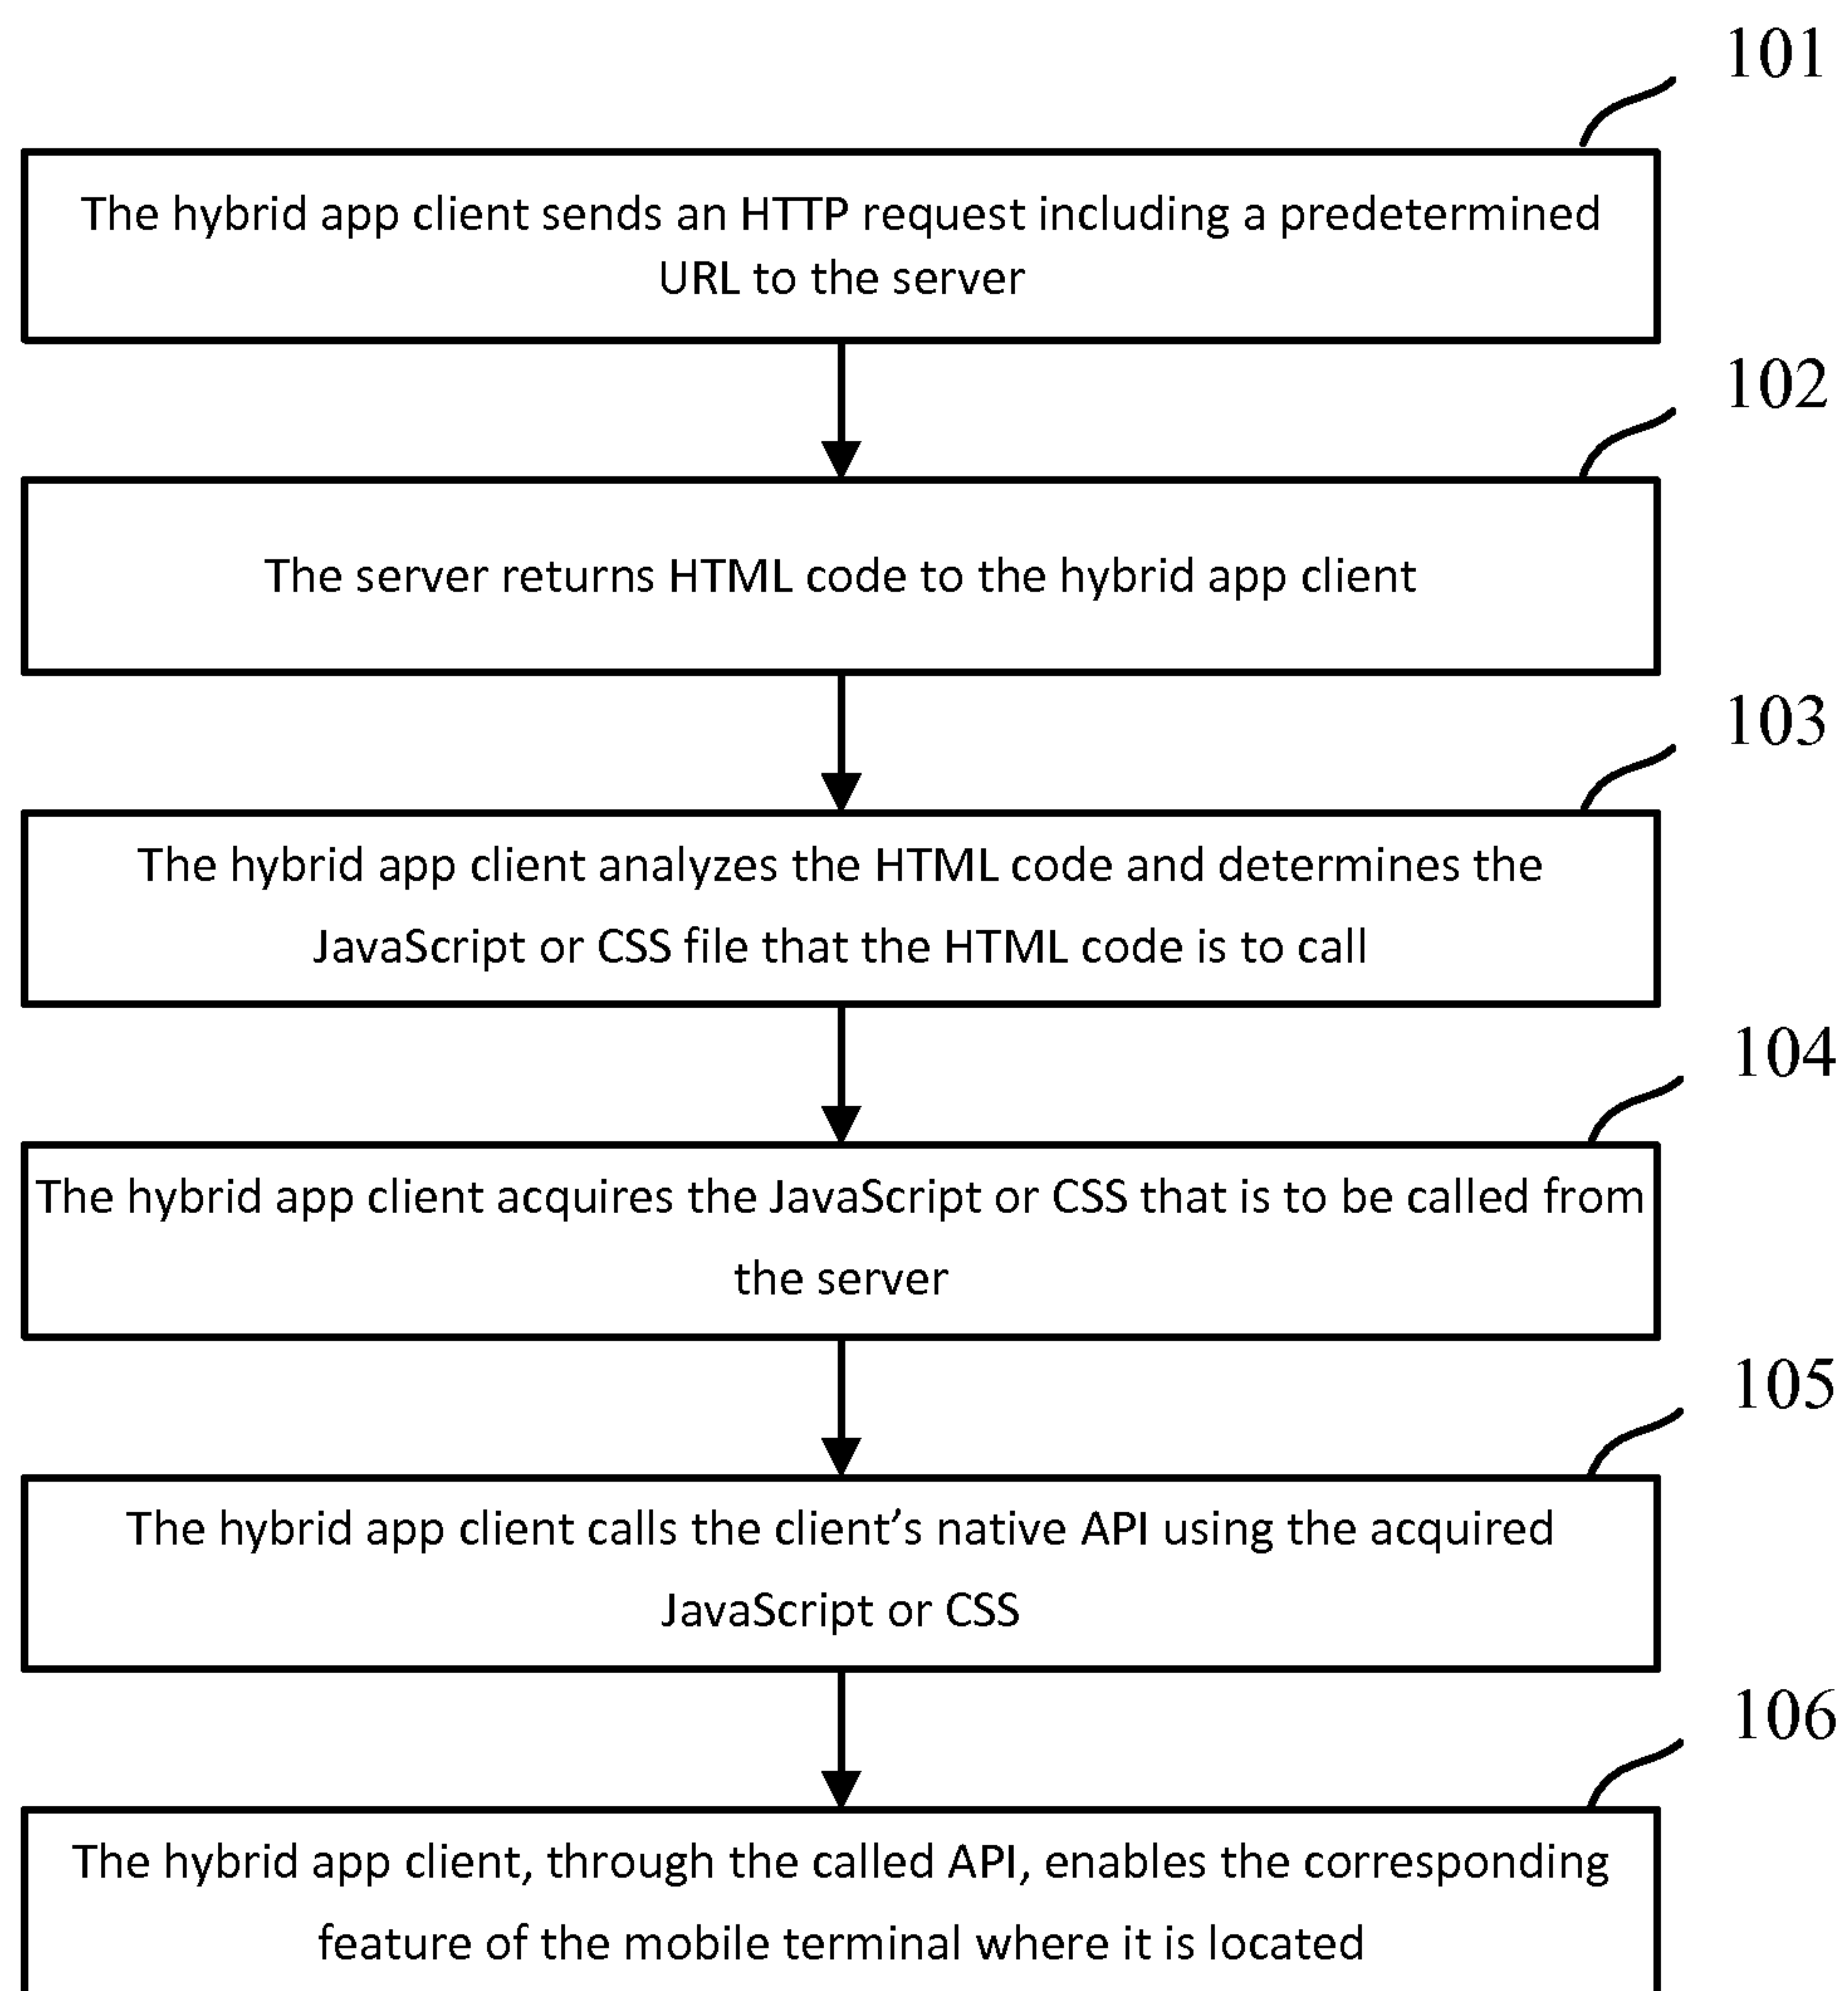 101
The hybrid app client sends an HTTP request including a predetermined
URL to the server
102
The server returns HTML code to the hybrid app client
103
The hybrid app client analyzes the HTML code and determines the
JavaScript or CSS file that the HTML code is to call
104
The hybrid app client acquires the JavaScript or CSS that is to be called from
the server
105
The hybrid app client calls the client’s native API using the acquired
JavaScript or CSS
106
The hybrid app client, through the called API, enables the corresponding
feature of the mobile terminal where it is located